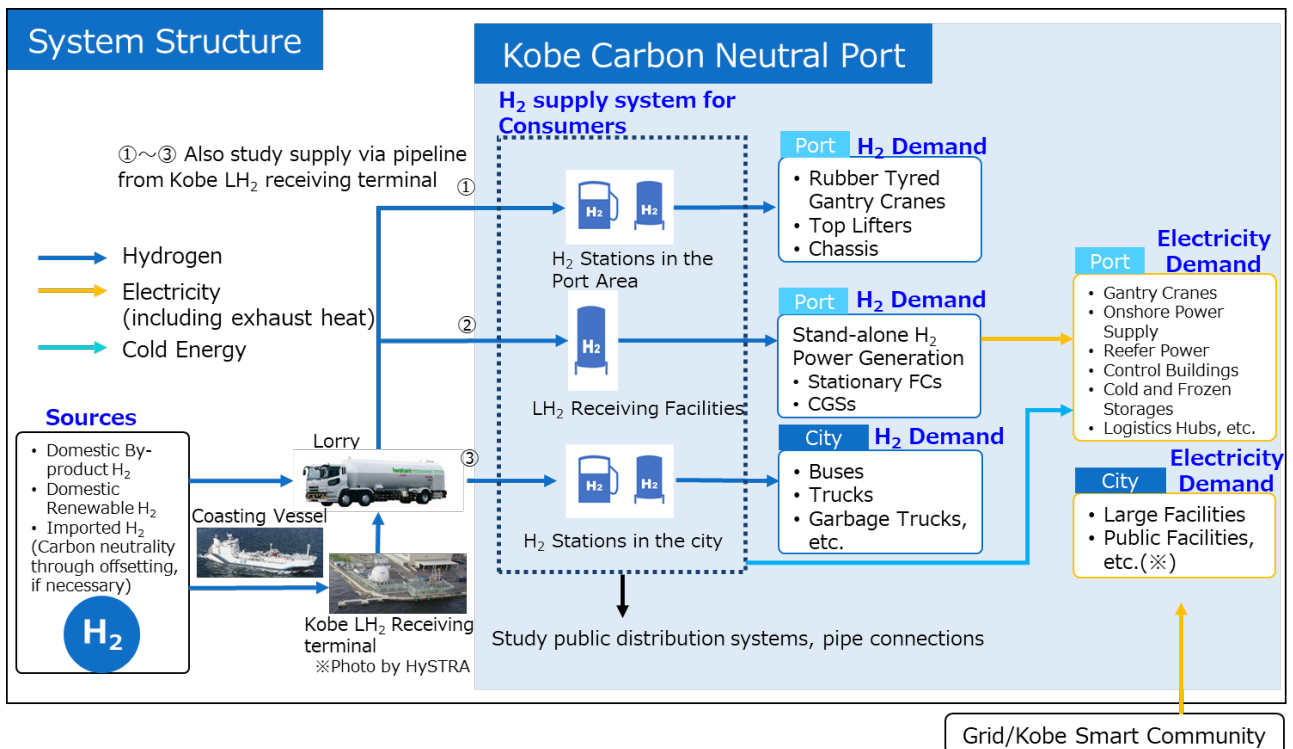 System Structure
Kobe Carbon Neutral Port
H₂ supply system for
Consumers
①～③ Also study supply via pipeline
from Kobe LH₂ receiving terminal
①
Hydrogen
Electricity
(including exhaust heat)
Cold Energy
②
③
Sources
• Domestic By-
product H₂
• Domestic
Renewable H₂
• Imported H₂
(Carbon neutrality
through offsetting,
if necessary)
H₂
Lorry
Iwatani
Coasting Vessel
Kobe LH₂ Receiving
terminal
※Photo by HySTRA
H₂
H₂
H₂ Stations in the
Port Area
H₂
LH₂ Receiving Facilities
H₂
H₂
H₂ Stations in the city
Study public distribution systems, pipe connections
Port
H₂ Demand
• Rubber Tyred
Gantry Cranes
• Top Lifters
• Chassis
Port
H₂ Demand
Stand-alone H₂
Power Generation
• Stationary FCs
• CGSs
City
H₂ Demand
• Buses
• Trucks
• Garbage Trucks,
etc.
Electricity
Demand
Port
• Gantry Cranes
• Onshore Power
Supply
• Reefer Power
• Control Buildings
• Cold and Frozen
Storages
• Logistics Hubs, etc.
Electricity
Demand
City
• Large Facilities
• Public Facilities,
etc.(※)
Grid/Kobe Smart Community